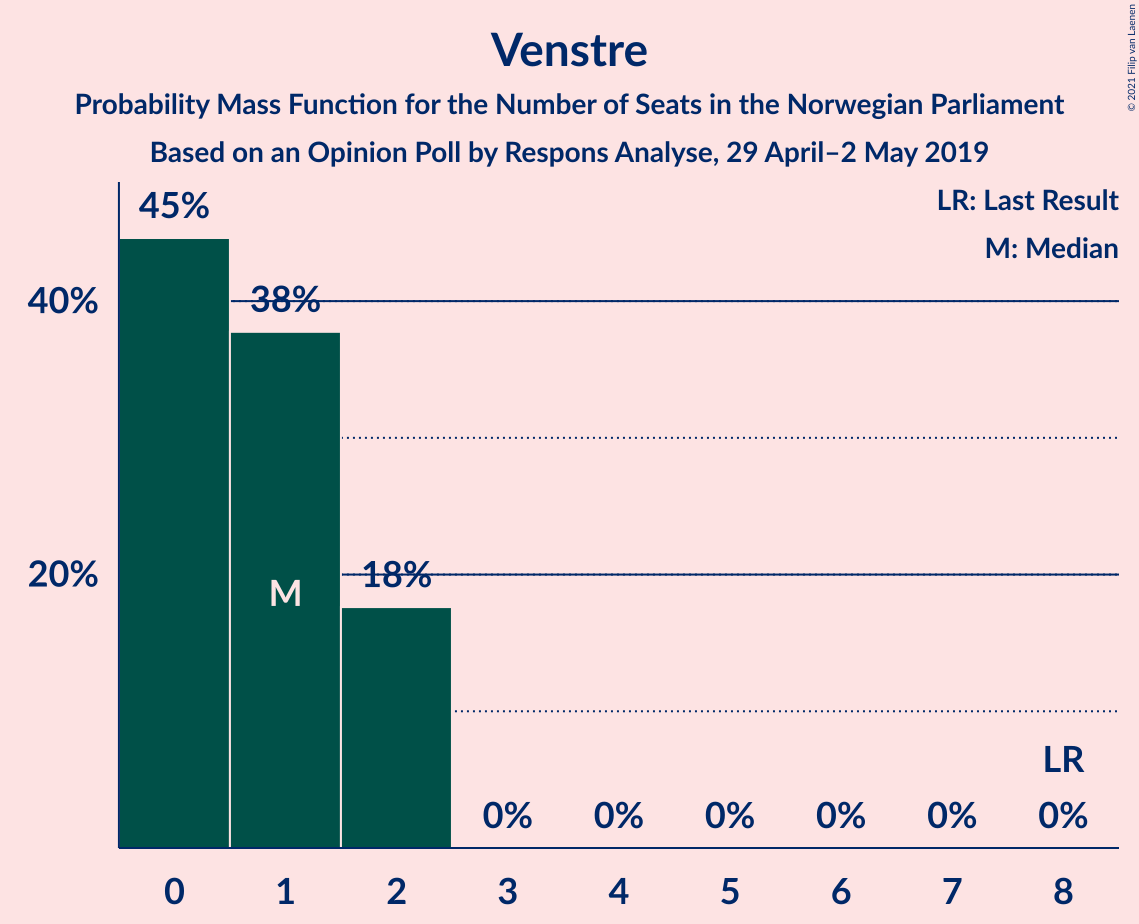 Venstre
Probability Mass Function for the Number of Seats in the Norwegian Parliament
Based on an Opinion Poll by Respons Analyse, 29 April–2 May 2019
© 2021 Filip van Laenen
LR: Last Result
M: Median
45%
40%
38%
20%
18%
M
LR
0% 0% 0% 0% 0% 0%
0 1 2 3 4 5 6 7 8